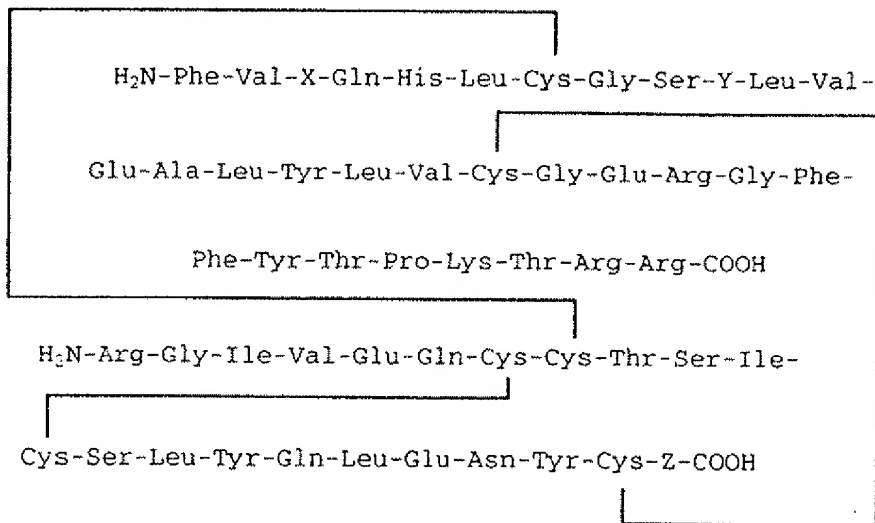 H₂N-Phe-Val-X-Gln-His-Leu-Cys-Gly-Ser-Y-Leu-Val-
Glu-Ala-Leu-Tyr-Leu-Val-Cys-Gly-Glu-Arg-Gly-Phe-
Phe-Tyr-Thr-Pro-Lys-Thr-Arg-Arg-COOH
H₂N-Arg-Gly-Ile-Val-Glu-Gln-Cys-Cys-Thr-Ser-Ile-
Cys-Ser-Leu-Tyr-Gln-Leu-Glu-Asn-Tyr-Cys-Z-COOH